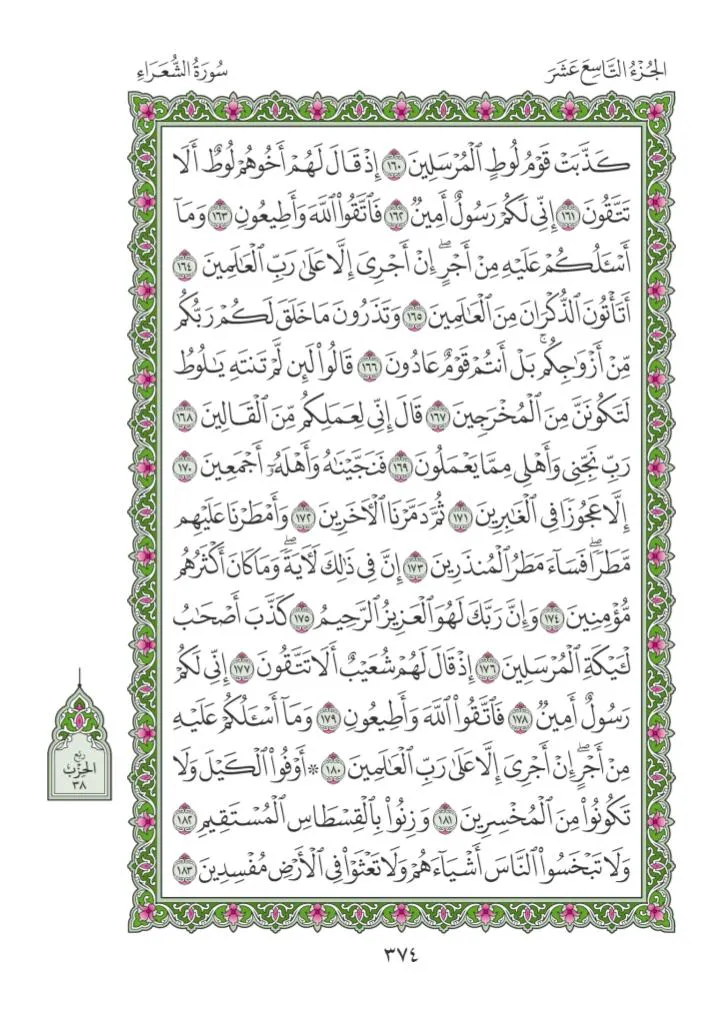 الجُزْءُ التَّاسِعَ عَشَرَ
سُورَةُ الشُّعَرَاءِ
كَذَّبَتۡ قَوۡمُ لُوطٍ ٱلۡمُرۡسَلِينَ ١٦٠ إِذۡ قَالَ لَهُمۡ أَخُوهُمۡ لُوطٌ أَلَا
تَتَّقُونَ ١٦١ إِنِّي لَكُمۡ رَسُولٌ أَمِينٞ ١٦٢ فَٱتَّقُواْ ٱللَّهَ وَأَطِيعُونِ ١٦٣ وَمَآ
أَسۡـَٔلُكُمۡ عَلَيۡهِ مِنۡ أَجۡرٍۖ إِنۡ أَجۡرِيَ إِلَّا عَلَىٰ رَبِّ ٱلۡعَٰلَمِينَ ١٦٤
أَتَأۡتُونَ ٱلذُّكۡرَانَ مِنَ ٱلۡعَٰلَمِينَ ١٦٥ وَتَذَرُونَ مَا خَلَقَ لَكُمۡ رَبُّكُم
مِّنۡ أَزۡوَٰجِكُمۚ بَلۡ أَنتُمۡ قَوۡمٌ عَادُونَ ١٦٦ قَالُواْ لَئِن لَّمۡ تَنتَهِ يَٰلُوطُ
لَتَكُونَنَّ مِنَ ٱلۡمُخۡرَجِينَ ١٦٧ قَالَ إِنِّي لِعَمَلِكُم مِّنَ ٱلۡقَالِينَ ١٦٨
رَبِّ نَجِّنِي وَأَهۡلِي مِمَّا يَعۡمَلُونَ ١٦٩ فَنَجَّيۡنَٰهُ وَأَهۡلَهُۥٓ أَجۡمَعِينَ ١٧٠
إِلَّا عَجُوزٗا فِي ٱلۡغَٰبِرِينَ ١٧١ ثُمَّ دَمَّرۡنَا ٱلۡأٓخَرِينَ ١٧٢ وَأَمۡطَرۡنَا عَلَيۡهِم
مَّطَرٗاۖ فَسَآءَ مَطَرُ ٱلۡمُنذَرِينَ ١٧٣ إِنَّ فِي ذَٰلِكَ لَأٓيَةٗۖ وَمَا كَانَ أَكۡثَرُهُم
مُّؤۡمِنِينَ ١٧٤ وَإِنَّ رَبَّكَ لَهُوَ ٱلۡعَزِيزُ ٱلرَّحِيمُ ١٧٥ كَذَّبَ أَصۡحَٰبُ
لۡـَٔيۡكَةِ ٱلۡمُرۡسَلِينَ ١٧٦ إِذۡ قَالَ لَهُمۡ شُعَيۡبٌ أَلَا تَتَّقُونَ ١٧٧ إِنِّي لَكُمۡ
رَسُولٌ أَمِينٞ ١٧٨ فَٱتَّقُواْ ٱللَّهَ وَأَطِيعُونِ ١٧٩ وَمَآ أَسۡـَٔلُكُمۡ عَلَيۡهِ
مِنۡ أَجۡرٍۖ إِنۡ أَجۡرِيَ إِلَّا عَلَىٰ رَبِّ ٱلۡعَٰلَمِينَ ١٨٠ ۞ أَوۡفُواْ ٱلۡكَيۡلَ وَلَا
تَكُونُواْ مِنَ ٱلۡمُخۡسِرِينَ ١٨١ وَزِنُواْ بِٱلۡقِسۡطَاسِ ٱلۡمُسۡتَقِيمِ ١٨٢
وَلَا تَبۡخَسُواْ ٱلنَّاسَ أَشۡيَآءَهُمۡ وَلَا تَعۡثَوۡاْ فِي ٱلۡأَرۡضِ مُفۡسِدِينَ ١٨٣
رُبْع
الحِزْب
٣٨
٣٧٤